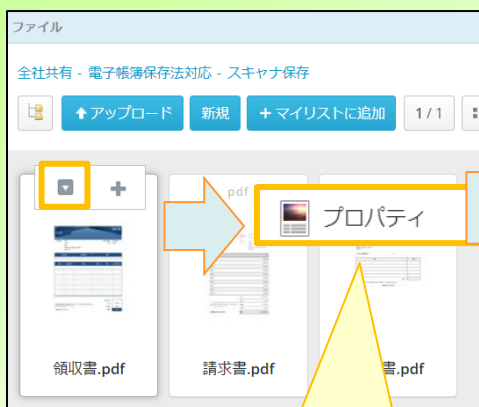 ファイル
全社共有 - 電子帳簿保存法対応 - スキャナ保存
アップロード 新規 + マイリストに追加 1 / 1
pdf
プロパティ
領収書.pdf 請求書.pdf 書.pdf